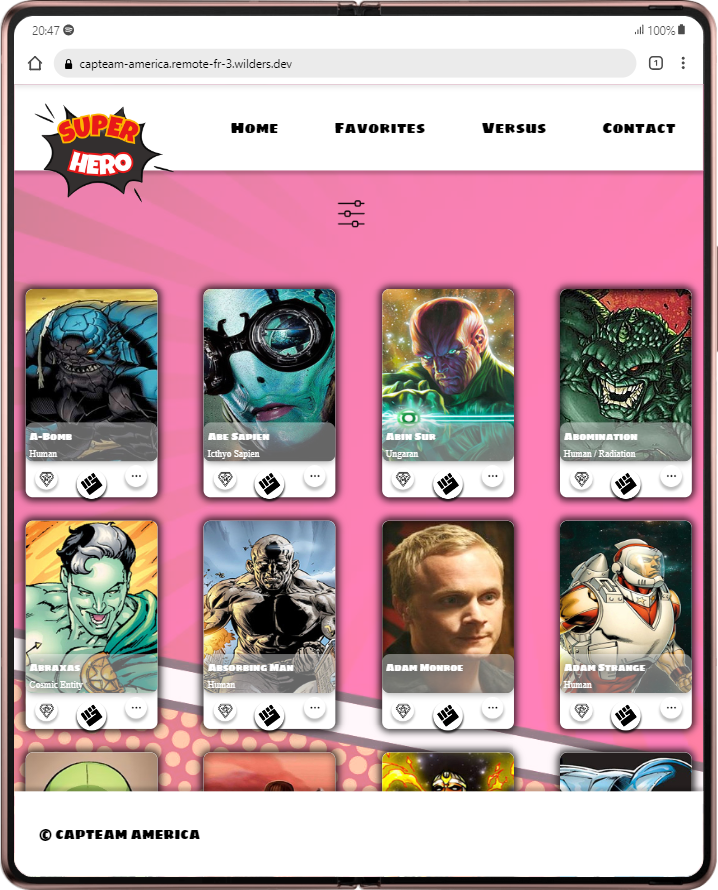 20:47
100%
capteam-america.remote-fr-3.wilders.dev
1
SUPER
HERO
Home Favorites Versus Contact
A-Bomb
Human
Abe Sapien
Icthyo Sapien
Abin Sur
Ungaran
Abomination
Human / Radiation
Abraxas
Cosmic Entity
Absorbing Man
Human
Adam Monroe
Adam Strange
Human
© CAPTEAM AMERICA